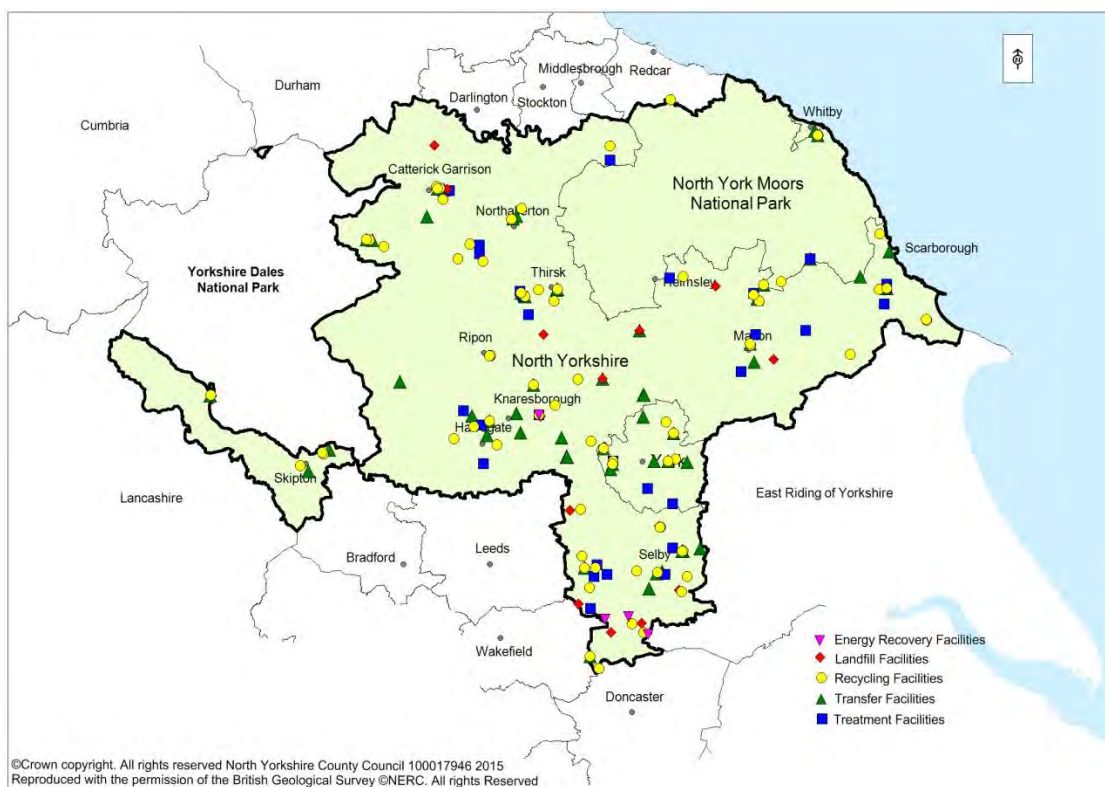 Redcar
Middlesbrough
Durham
Darlington
Stockton
Whitby
Cumbria
Catterick Garrison
North York Moors
National Park
Northallerton
Scarborough
Yorkshire Dales
National Park
Thirsk
Helmsley
Ripon
Malton
North Yorkshire
Knaresborough
Harrogate
York
Skipton
Lancashire
East Riding of Yorkshire
Bradford
Leeds
Selby
Wakefield
Doncaster
Energy Recovery Facilities
Landfill Facilities
Recycling Facilities
Transfer Facilities
Treatment Facilities
N
©Crown copyright. All rights reserved North Yorkshire County Council 100017946 2015
Reproduced with the permission of the British Geological Survey ©NERC. All rights Reserved